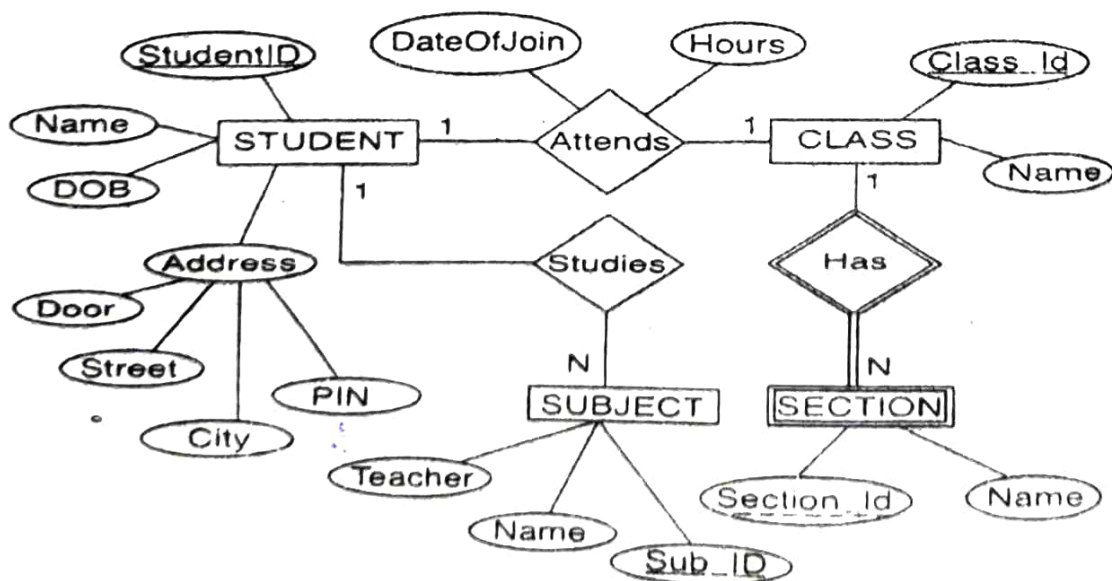 StudentID
DateOfJoin
Hours
Class_Id
Name
STUDENT
1
Attends
1
CLASS
DOB
1
1
Name
Address
Studies
Has
Door
Street
PIN
City
N
SUBJECT
N
SECTION
Teacher
Name
Sub_ID
Section_Id
Name